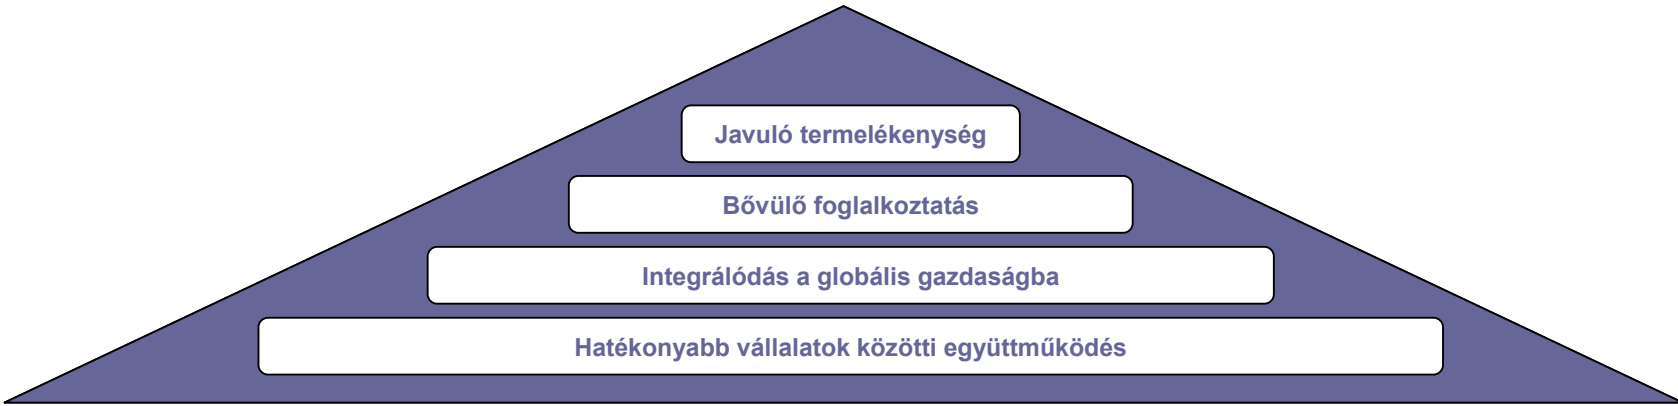 Javuló termelékenység
Bővülő foglalkoztatás
Integrálódás a globális gazdaságba
Hatékonyabb vállalatok közötti együttműködés